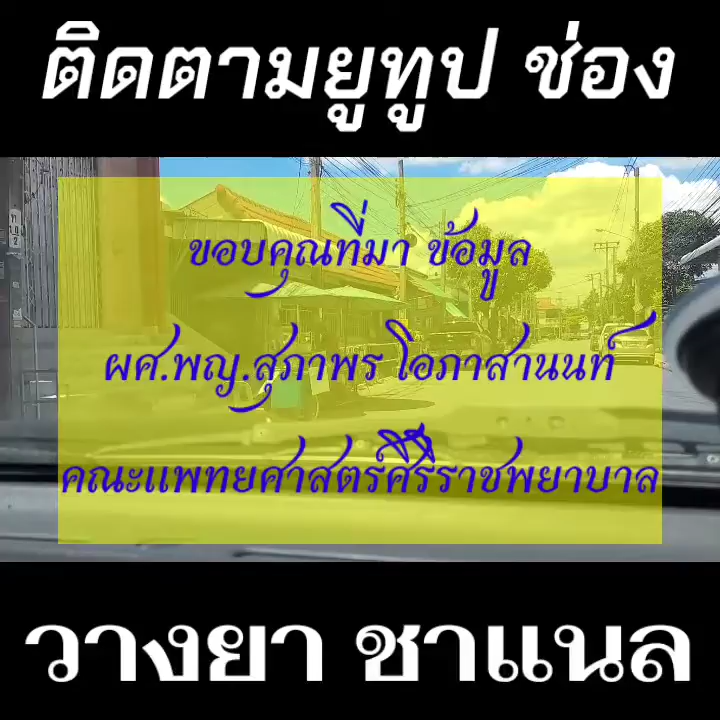 ติดตามยูทูป ช่อง
ขอบคุณที่มา ข้อมูล
ผศ.พญ.สุภาพร โอภาสานนท์
คณะแพทยศาสตร์ศิริราชพยาบาล
วางยา ชาแนล